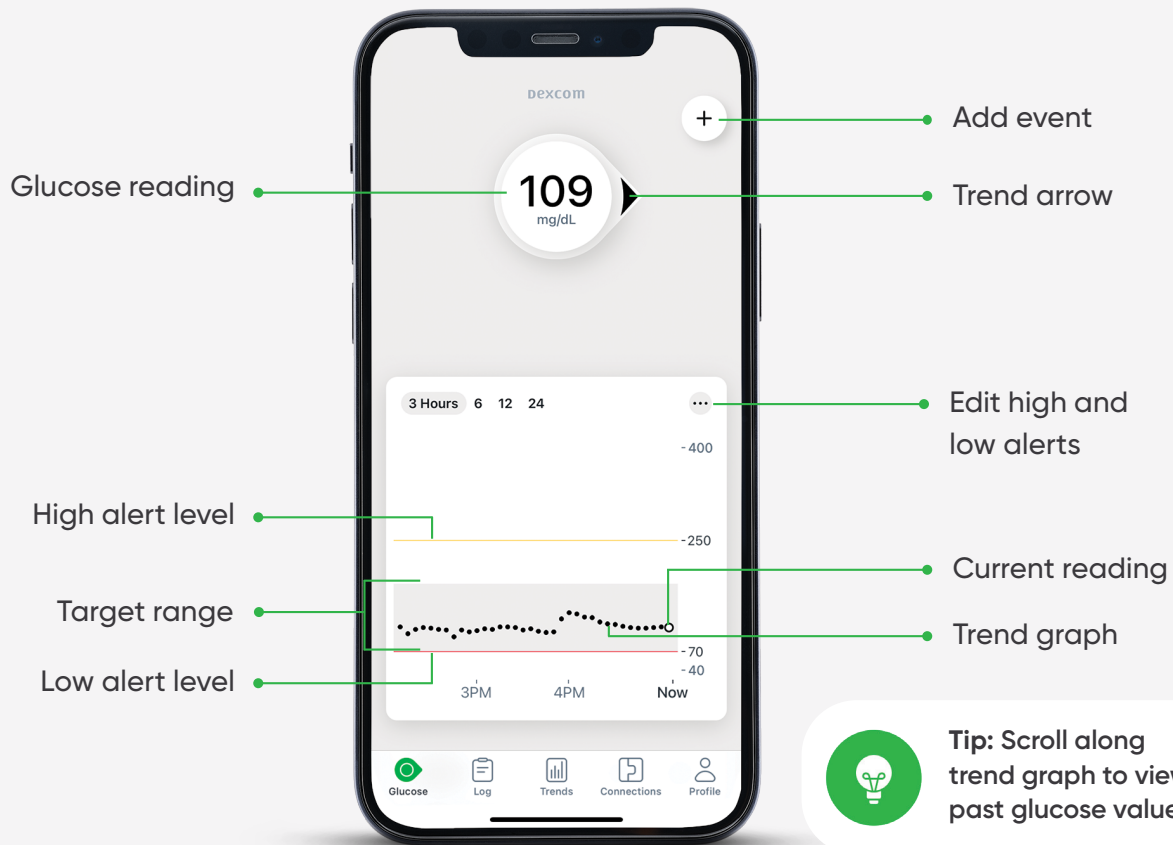 Dexcom
+
Add event
Glucose reading
109
mg/dL
Trend arrow
3 Hours 6 12 24
...
Edit high and
low alerts
-400
High alert level
-250
Current reading
Target range
Trend graph
-70
Low alert level
-40
3PM 4PM Now
Tip: Scroll along
trend graph to view
past glucose value
Glucose Log Trends Connections Profile